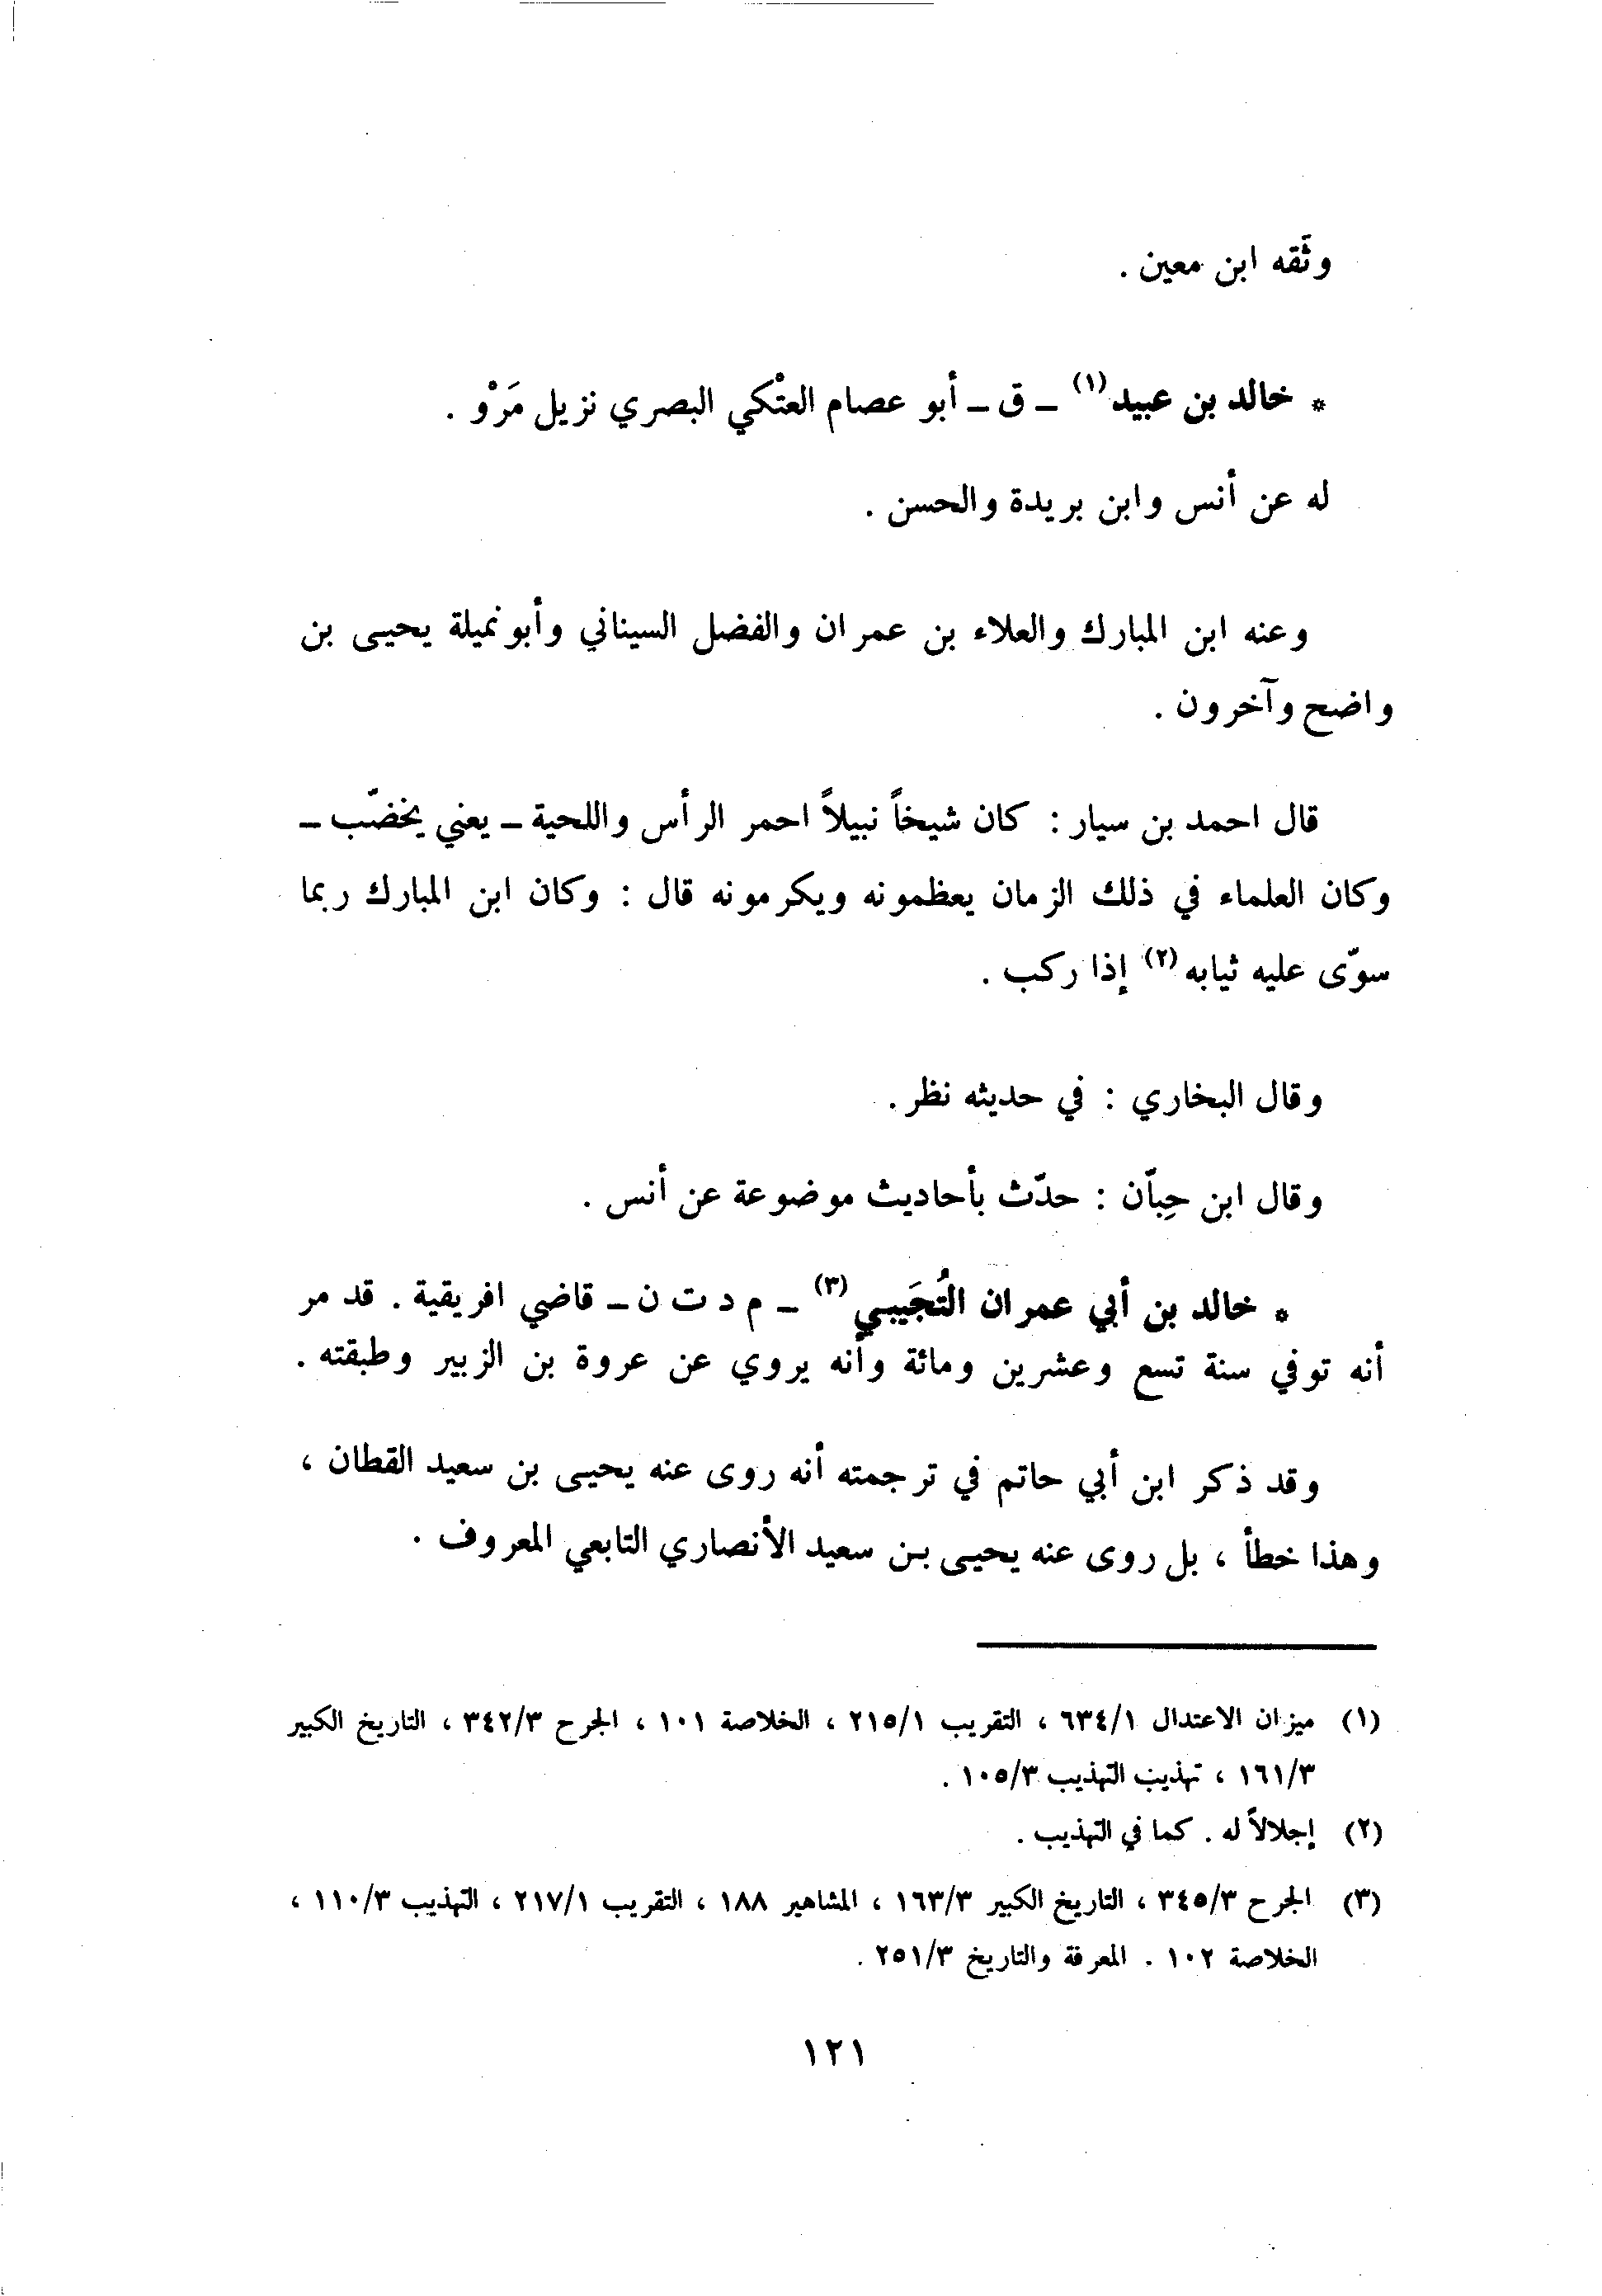 وثّقه ابن معين .
* خالد بن عبيد (١) - ق - أبو عصام العتْكي البصري نزيل مَرْو .
له عن أنس وابن بريدة والحسن .
وعنه ابن المبارك والعلاء بن عمران والفضل السيناني وأبو نميلة يحيى بن
واضح وآخرون .
قال احمد بن سيار : كان شيخاً نبيلاً احمر الرأس واللحية - يعني يخضّب -
وكان العلماء في ذلك الزمان يعظمونه ويكرمونه قال : وكان ابن المبارك ربما
سوّى عليه ثيابه (٢) إذا ركب .
وقال البخاري : في حديثه نظر .
وقال ابن حِبّان : حدّث بأحاديث موضوعة عن أنس .
* خالد بن أبي عمران التُجَيبي (٣) - م د ت ن - قاضي افريقية . قد مر
أنه توفي سنة تسع وعشرين ومائة وأنه يروي عن عروة بن الزبير وطبقته .
وقد ذكر ابن أبي حاتم في ترجمته أنه روى عنه يحيى بن سعيد القطان ،
وهذا خطأ ، بل روى عنه يحيى بن سعيد الأنصاري التابعي المعروف .
(١) ميزان الاعتدال ٦٣٤/١ ، التقريب ٢١٥/١ ، الخلاصة ١٠١ ، الجرح ٣٤٢/٣ ، التاريخ الكبير
١٦١/٣ ، تهذيب التهذيب ١٠٥/٣ .
(٢) إجلالاً له . كما في التهذيب .
(٣) الجرح ٣٤٥/٣ ، التاريخ الكبير ١٦٣/٣ ، المشاهير ١٨٨ ، التقريب ٢١٧/١ ، التهذيب ١١٠/٣ ،
الخلاصة ١٠٢ . المعرفة والتاريخ ٢٥١/٣ .
١٢١